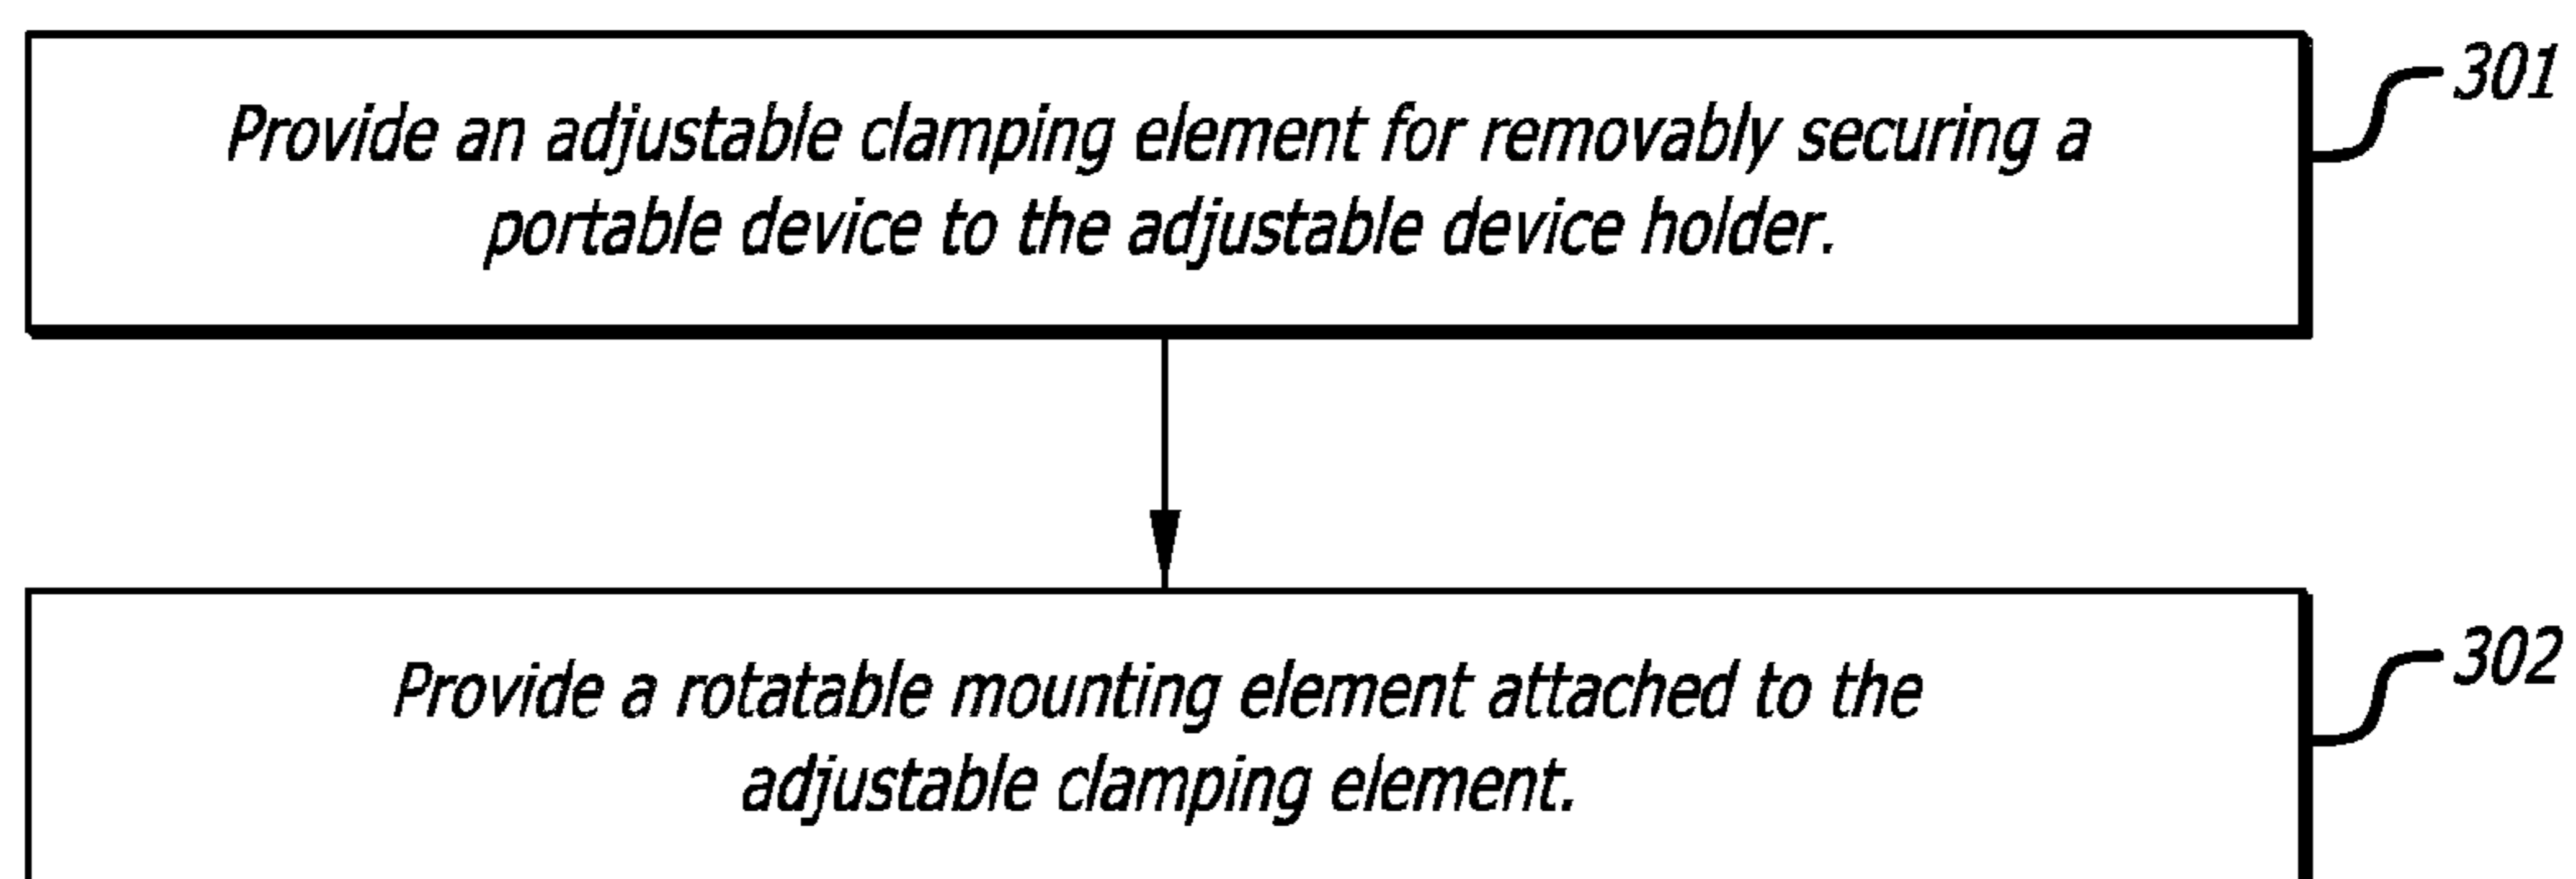 Provide an adjustable clamping element for removably securing a
portable device to the adjustable device holder.
301
Provide a rotatable mounting element attached to the
adjustable clamping element.
302